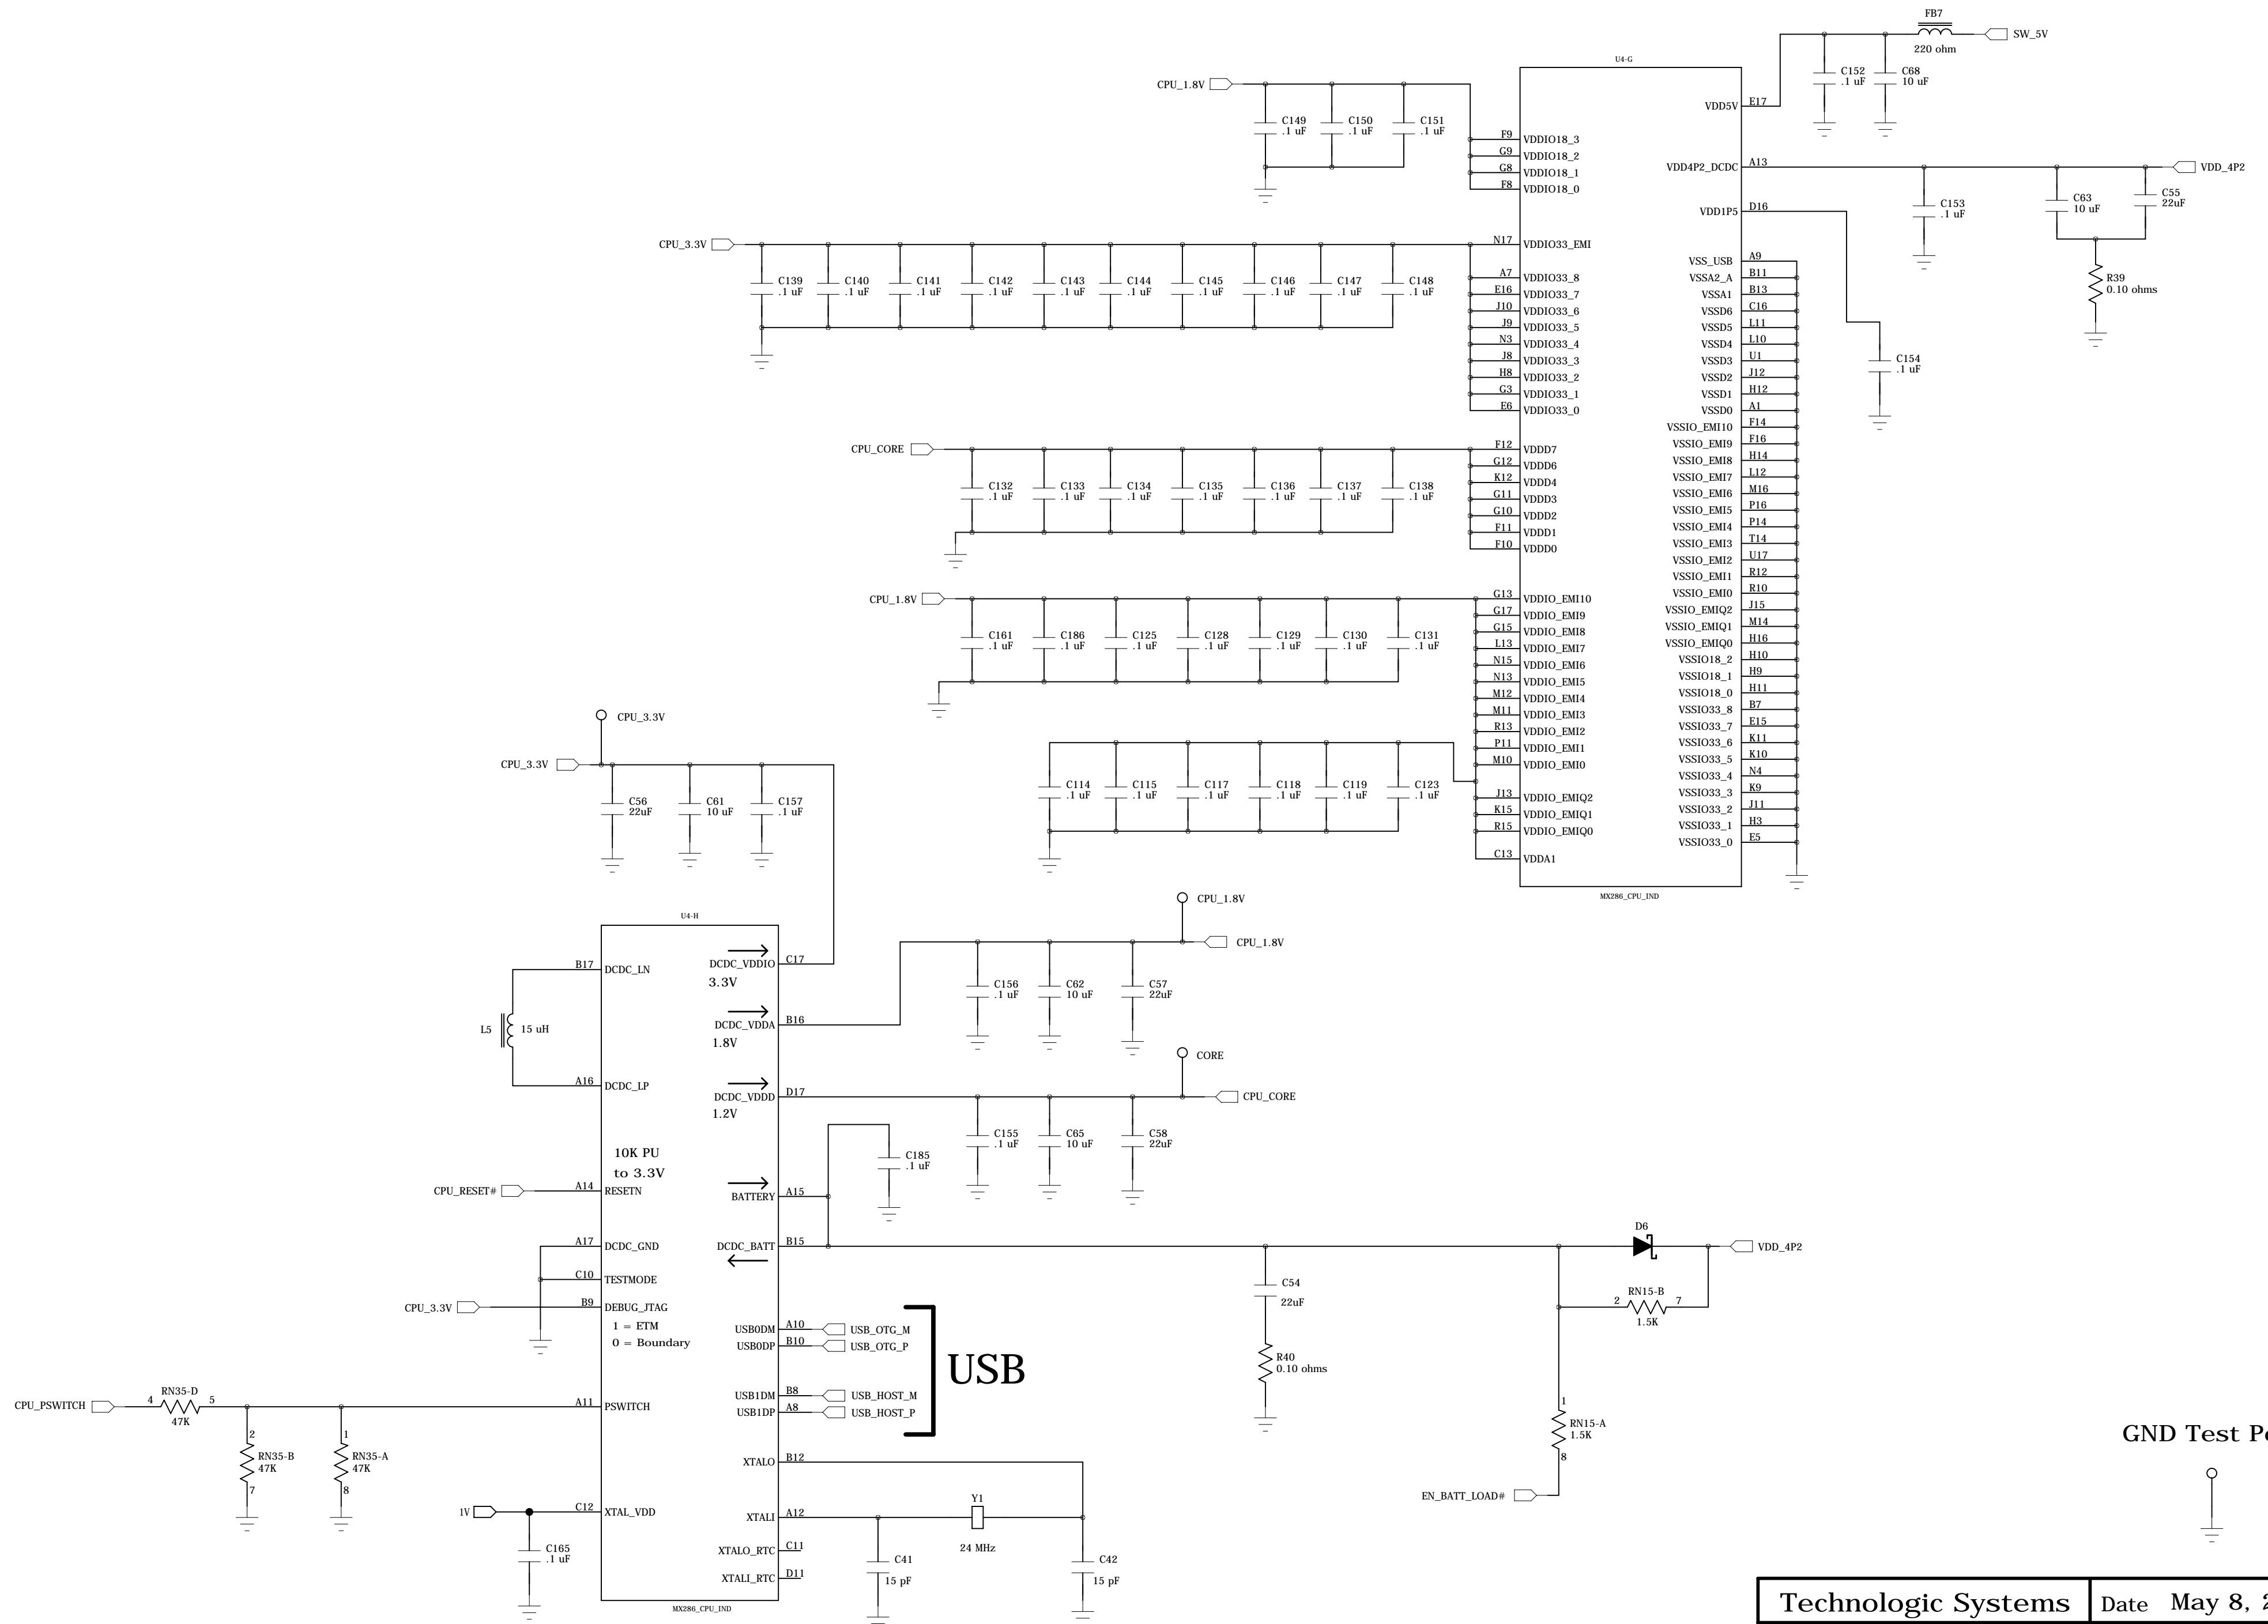 FB7
SW_5V
220 ohm
U4-G
C152
.1 uF
C68
10 uF
CPU_1.8V
VDD5V
E17
C149
.1 uF
C150
.1 uF
C151
.1 uF
F9
VDDIO18_3
G9
VDDIO18_2
G8
VDDIO18_1
F8
VDDIO18_0
VDD4P2_DCDC
A13
VDD_4P2
C153
.1 uF
C63
10 uF
C55
22uF
VDD1P5
D16
R39
0.10 ohms
C154
.1 uF
CPU_3.3V
C139
.1 uF
C140
.1 uF
C141
.1 uF
C142
.1 uF
C143
.1 uF
C144
.1 uF
C145
.1 uF
C146
.1 uF
C147
.1 uF
C148
.1 uF
N17
VDDIO33_EMI
A7
VDDIO33_8
E16
VDDIO33_7
J10
VDDIO33_6
J9
VDDIO33_5
N3
VDDIO33_4
J8
VDDIO33_3
H8
VDDIO33_2
G3
VDDIO33_1
E6
VDDIO33_0
CPU_CORE
C132
.1 uF
C133
.1 uF
C134
.1 uF
C135
.1 uF
C136
.1 uF
C137
.1 uF
C138
.1 uF
F12
VDDD7
G12
VDDD6
K12
VDDD4
G11
VDDD3
G10
VDDD2
F11
VDDD1
F10
VDDD0
CPU_1.8V
C161
.1 uF
C186
.1 uF
C125
.1 uF
C128
.1 uF
C129
.1 uF
C130
.1 uF
C131
.1 uF
G13
VDDIO_EMI10
G17
VDDIO_EMI9
G15
VDDIO_EMI8
L13
VDDIO_EMI7
N15
VDDIO_EMI6
N13
VDDIO_EMI5
M12
VDDIO_EMI4
M11
VDDIO_EMI3
R13
VDDIO_EMI2
P11
VDDIO_EMI1
M10
VDDIO_EMI0
C114
.1 uF
C115
.1 uF
C117
.1 uF
C118
.1 uF
C119
.1 uF
C123
.1 uF
J13
VDDIO_EMIQ2
K15
VDDIO_EMIQ1
R15
VDDIO_EMIQ0
C13
VDDA1
VSS_USB
A9
VSSA2_A
B11
VSSA1
B13
VSSD6
C16
VSSD5
L11
VSSD4
L10
VSSD3
U1
VSSD2
J12
VSSD1
H12
VSSD0
A1
VSSIO_EMI10
F14
VSSIO_EMI9
F16
VSSIO_EMI8
H14
VSSIO_EMI7
L12
VSSIO_EMI6
M16
VSSIO_EMI5
P16
VSSIO_EMI4
P14
VSSIO_EMI3
T14
VSSIO_EMI2
U17
VSSIO_EMI1
R12
VSSIO_EMI0
R10
VSSIO_EMIQ2
J15
VSSIO_EMIQ1
M14
VSSIO_EMIQ0
H16
VSSIO18_2
H10
VSSIO18_1
H9
VSSIO18_0
H11
VSSIO33_8
B7
VSSIO33_7
E15
VSSIO33_6
K11
VSSIO33_5
K10
VSSIO33_4
N4
VSSIO33_3
K9
VSSIO33_2
J11
VSSIO33_1
H3
VSSIO33_0
E5
MX286_CPU_IND
CPU_3.3V
CPU_3.3V
C56
22uF
C61
10 uF
C157
.1 uF
U4-H
B17
DCDC_LN
L5
15 uH
A16
DCDC_LP
DCDC_VDDIO
C17
3.3V
DCDC_VDDA
B16
1.8V
DCDC_VDDD
D17
1.2V
CPU_1.8V
CPU_1.8V
C156
.1 uF
C62
10 uF
C57
22uF
CORE
CPU_CORE
C155
.1 uF
C65
10 uF
C58
22uF
C185
.1 uF
10K PU
to 3.3V
CPU_RESET#
A14
RESETN
BATTERY
A15
A17
DCDC_GND
DCDC_BATT
B15
C10
TESTMODE
CPU_3.3V
B9
DEBUG_JTAG
1 = ETM
0 = Boundary
D6
VDD_4P2
2
RN15-B
7
1.5K
C54
22uF
R40
0.10 ohms
1
RN15-A
1.5K
8
EN_BATT_LOAD#
USB0DM
A10
USB_OTG_M
USB0DP
B10
USB_OTG_P
USB
USB1DM
B8
USB_HOST_M
USB1DP
A8
USB_HOST_P
CPU_PSWITCH
4
RN35-D
5
47K
A11
PSWITCH
2
RN35-B
47K
7
1
RN35-A
47K
8
1V
C12
XTAL_VDD
C165
.1 uF
XTALO
B12
XTALI
A12
Y1
24 MHz
XTALO_RTC
C11
XTALI_RTC
D11
C41
15 pF
C42
15 pF
MX286_CPU_IND
GND Test
Technologic Systems
Date May 8,